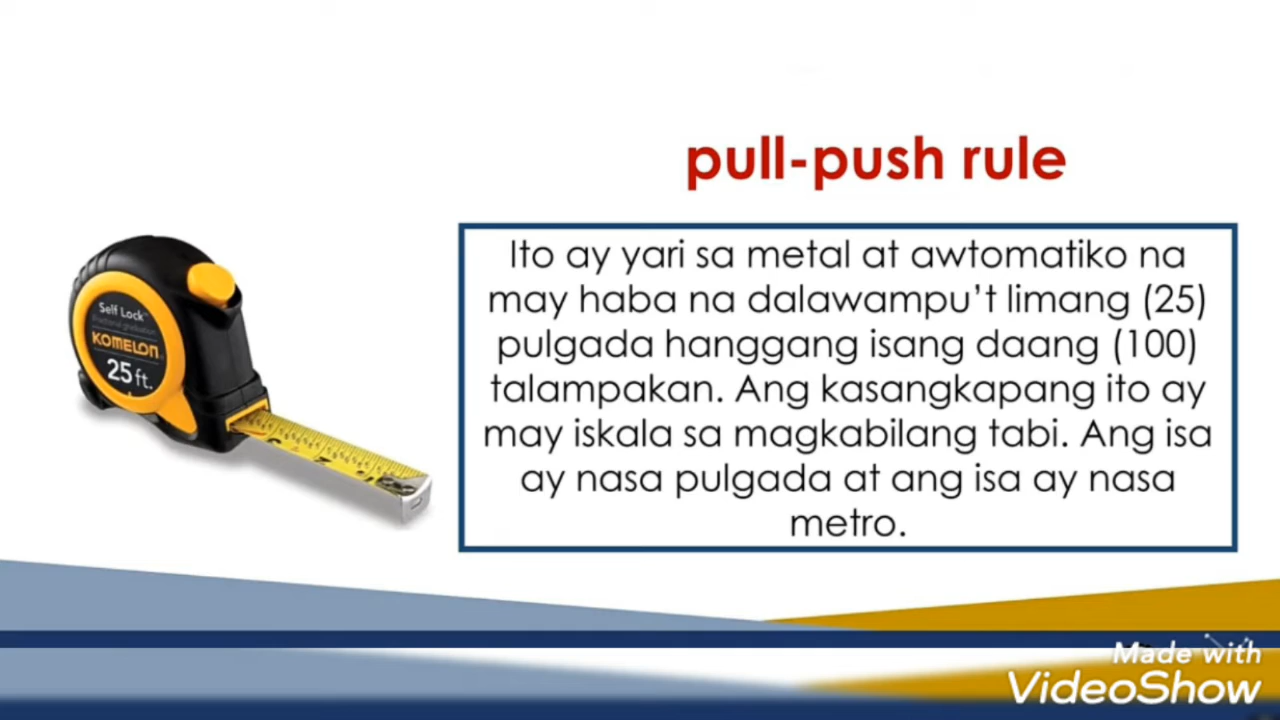 pull-push rule
Ito ay yari sa metal at awtomatiko na
may haba na dalawampu't limang (25)
pulgada hanggang isang daang (100)
talampakan. Ang kasangkapang ito ay
may iskala sa magkabilang tabi. Ang isa
ay nasa pulgada at ang isa ay nasa
metro.
Self Lock™
KOMELON
25 ft.
Made with
VideoShow